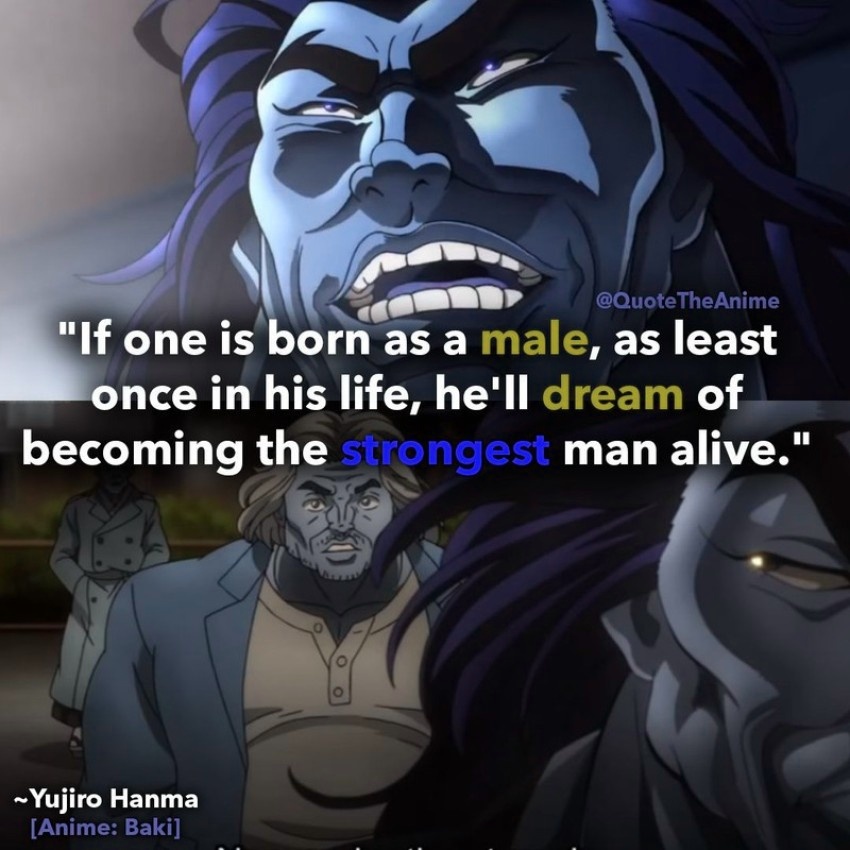 @QuoteTheAnime
"If one is born as a male, as least
once in his life, he'll dream of
becoming the strongest man alive."
~Yujiro Hanma
[Anime: Baki]